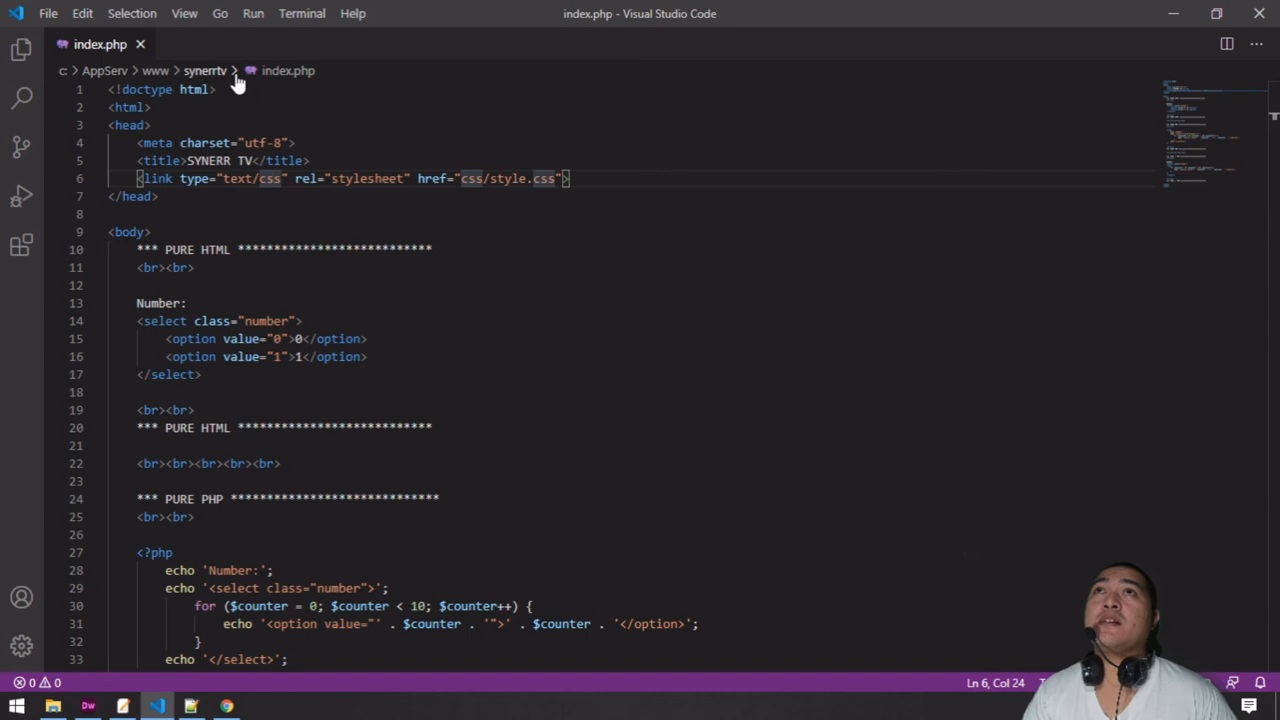 File Edit Selection View Go Run Terminal Help
index.php - Visual Studio Code
index.php
c: > AppServ > www > synerrtv > index.php
1 <!doctype html>
2 <html>
3 <head>
4 <meta charset="utf-8">
5 <title>SYNERR TV</title>
6 <link type="text/css" rel="stylesheet" href="css/style.css">
7 </head>
8
9 <body>
10 *** PURE HTML ***************************
11 <br><br>
12
13 Number:
14 <select class="number">
15 <option value="0">0</option>
16 <option value="1">1</option>
17 </select>
18
19 <br><br>
20 *** PURE HTML ***************************
21
22 <br><br><br><br><br>
23
24 *** PURE PHP *****************************
25 <br><br>
26
27 <?php
28 echo 'Number:';
29 echo '<select class="number">';
30 for ($counter = 0; $counter < 10; $counter++) {
31 echo '<option value="' . $counter . '">' . $counter . '</option>';
32 }
33 echo '</select>';
0 0
Ln 6, Col 24
Dw